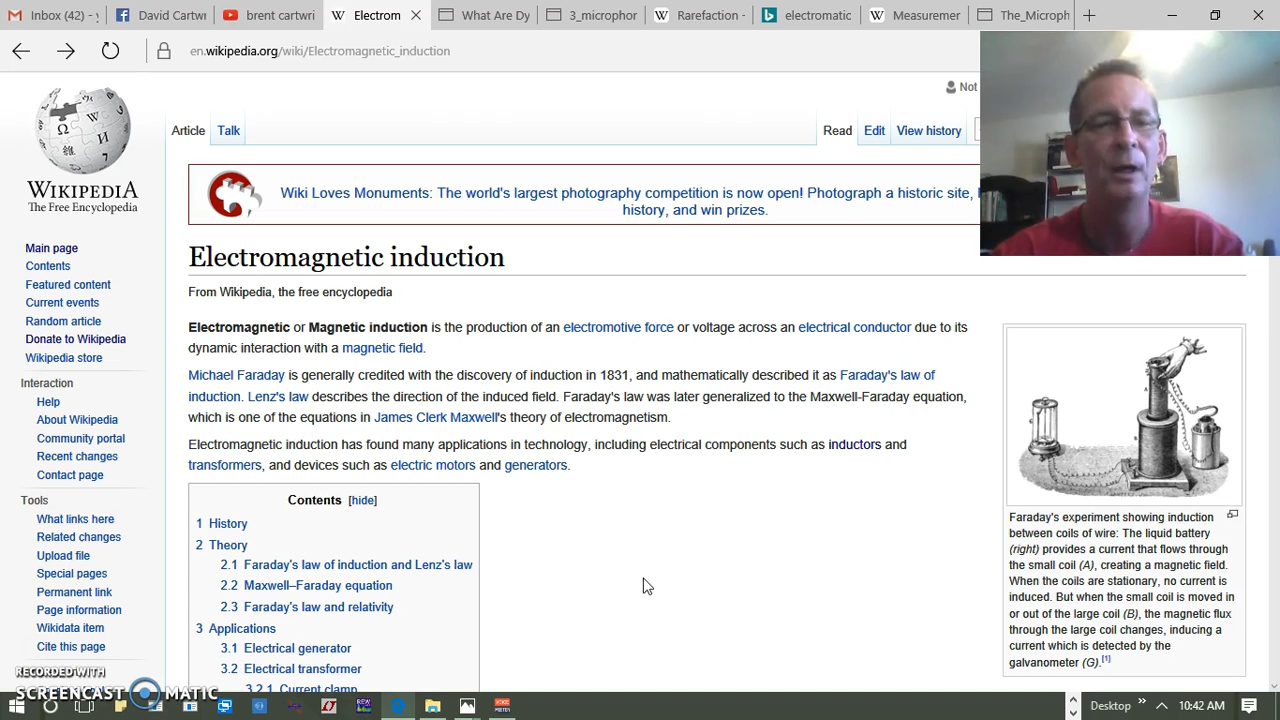 Inbox (42) - y
David Cartwr
brent cartwri
Electrom
What Are Dy
3_microphor
Rarefaction -
electromatic
Measuremer
The_Microph
en.wikipedia.org/wiki/Electromagnetic_induction
Not
Article
Talk
Read
Edit
View history
WIKIPEDIA
The Free Encyclopedia
Wiki Loves Monuments: The world's largest photography competition is now open! Photograph a historic site,
history, and win prizes.
Main page
Contents
Featured content
Current events
Random article
Donate to Wikipedia
Wikipedia store
Interaction
Help
About Wikipedia
Community portal
Recent changes
Contact page
Tools
What links here
Related changes
Upload file
Special pages
Permanent link
Page information
Wikidata item
Cite this page
Electromagnetic induction
From Wikipedia, the free encyclopedia
Electromagnetic or Magnetic induction is the production of an electromotive force or voltage across an electrical conductor due to its
dynamic interaction with a magnetic field.
Michael Faraday is generally credited with the discovery of induction in 1831, and mathematically described it as Faraday's law of
induction. Lenz's law describes the direction of the induced field. Faraday's law was later generalized to the Maxwell-Faraday equation,
which is one of the equations in James Clerk Maxwell's theory of electromagnetism.
Electromagnetic induction has found many applications in technology, including electrical components such as inductors and
transformers, and devices such as electric motors and generators.
Contents [hide]
1 History
2 Theory
2.1 Faraday's law of induction and Lenz's law
2.2 Maxwell–Faraday equation
2.3 Faraday's law and relativity
3 Applications
3.1 Electrical generator
3.2 Electrical transformer
3.2.1 Current clamp
Faraday's experiment showing induction
between coils of wire: The liquid battery
(right) provides a current that flows through
the small coil (A), creating a magnetic field.
When the coils are stationary, no current is
induced. But when the small coil is moved in
or out of the large coil (B), the magnetic flux
through the large coil changes, inducing a
current which is detected by the
galvanometer (G).[1]
RECORDED WITH
SCREENCAST MATIC
Desktop
10:42 AM